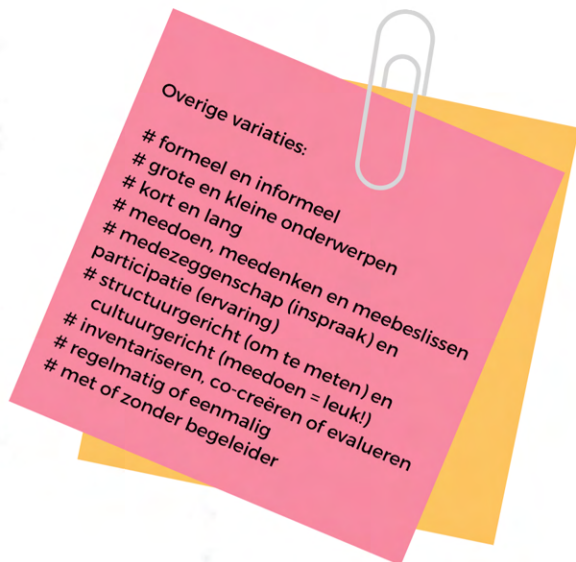 Overige variaties:
# formeel en informeel
# grote en kleine onderwerpen
# kort en lang
# meedoen, meedenken en meebeslissen
# medezeggenschap (inspraak) en
participatie (ervaring)
# structuurgericht (om te meten) en
cultuurgericht (meedoen = leuk!)
# inventariseren, co-creëren of evalueren
# regelmatig of eenmalig
# met of zonder begeleider